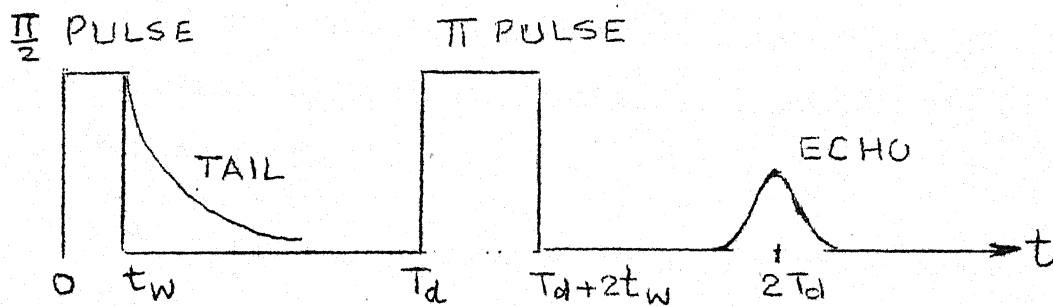 π/2 PULSE
π PULSE
TAIL
ECHO
0
t_w
T_d
T_d+2t_w
2T_d
t